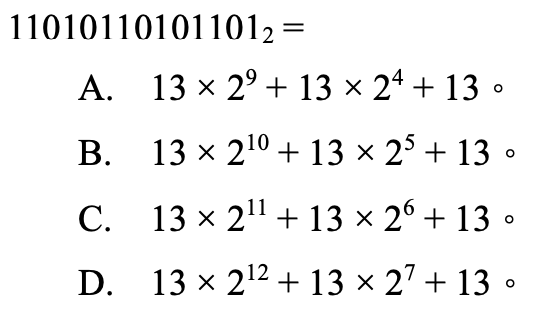 11010110101101₂ =
A. 13 × 2⁹ + 13 × 2⁴ + 13。
B. 13 × 2¹⁰ + 13 × 2⁵ + 13。
C. 13 × 2¹¹ + 13 × 2⁶ + 13。
D. 13 × 2¹² + 13 × 2⁷ + 13。